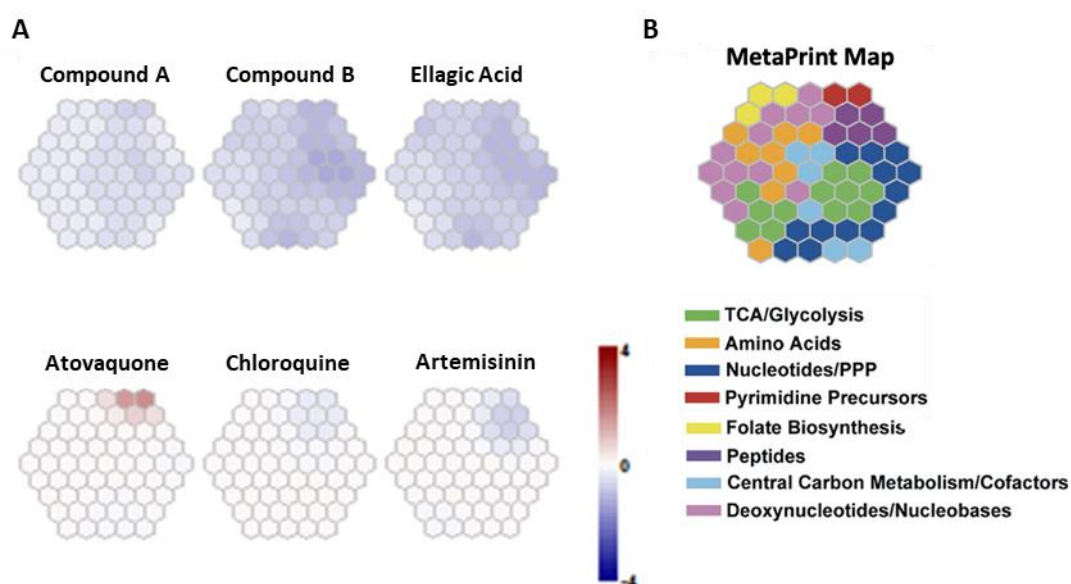 A
B
Compound A
Compound B
Ellagic Acid
MetaPrint Map
Atovaquone
Chloroquine
Artemisinin
4
0
-4
TCA/Glycolysis
Amino Acids
Nucleotides/PPP
Pyrimidine Precursors
Folate Biosynthesis
Peptides
Central Carbon Metabolism/Cofactors
Deoxynucleotides/Nucleobases